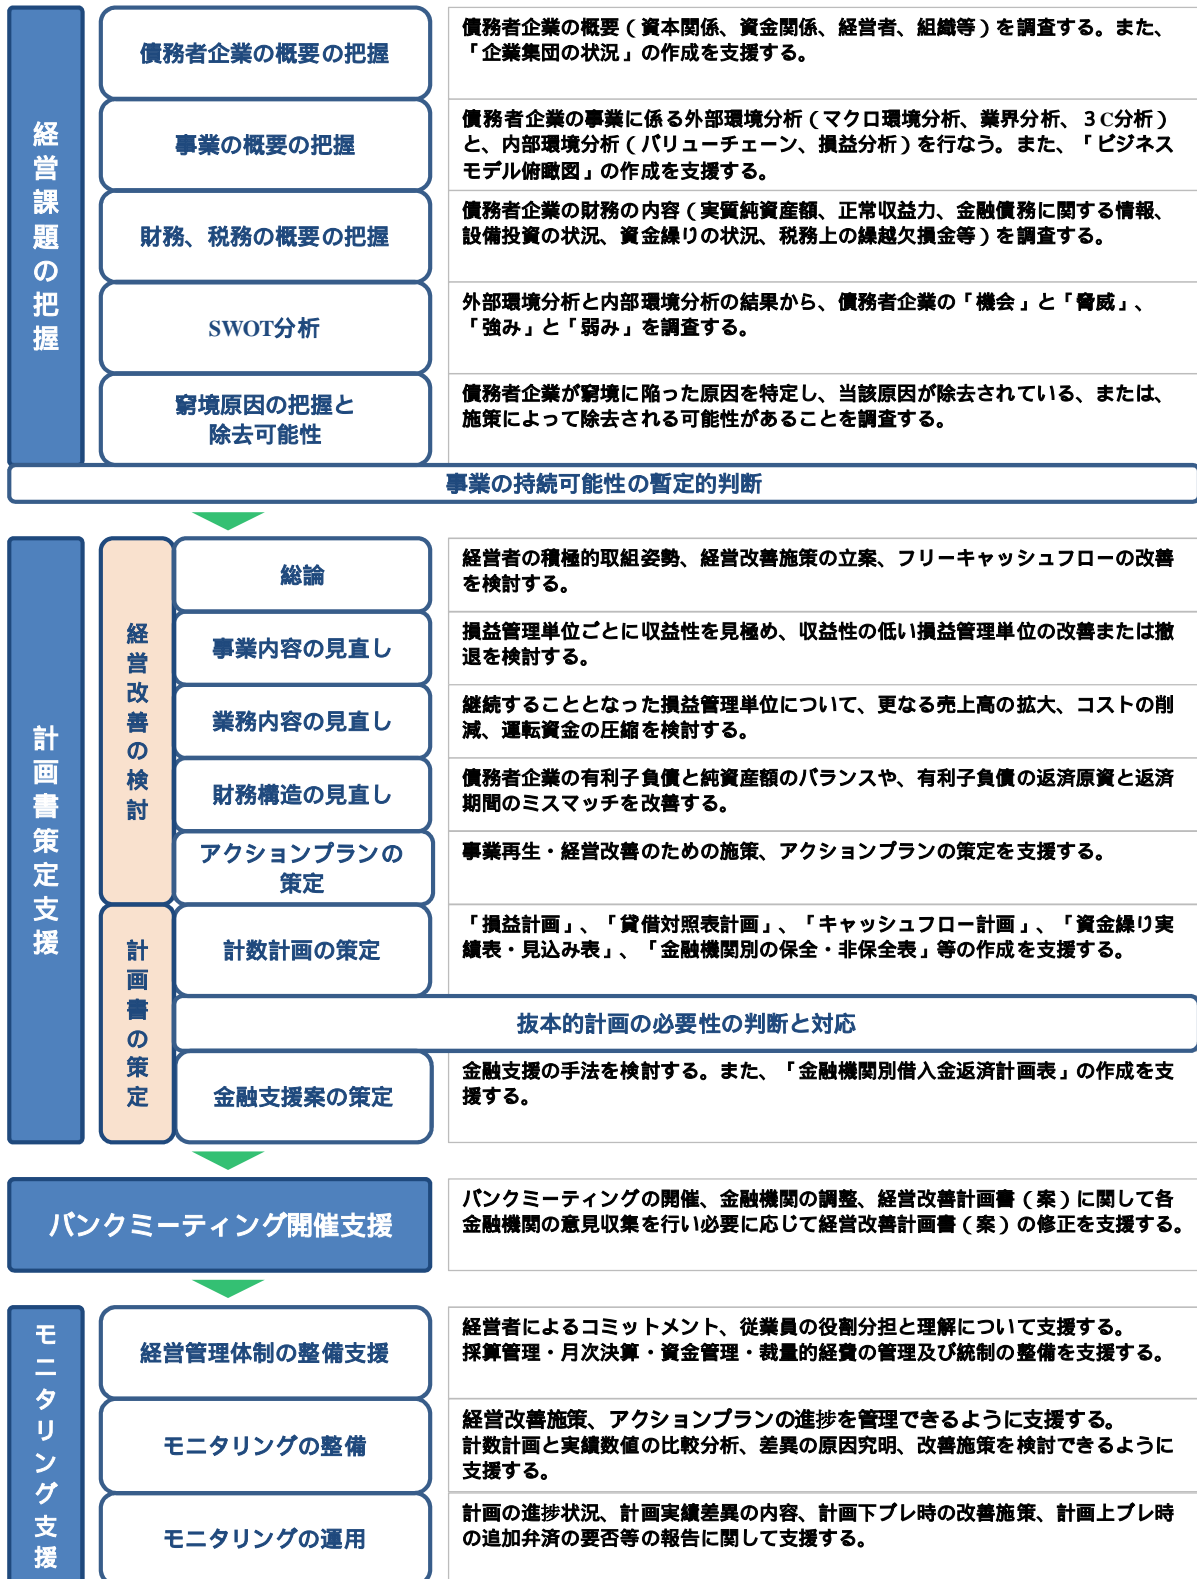 経営課題の把握
債務者企業の概要の把握
債務者企業の概要（資本関係、資金関係、経営者、組織等）を調査する。また、
「企業集団の状況」の作成を支援する。
事業の概要の把握
債務者企業の事業に係る外部環境分析（マクロ環境分析、業界分析、３C分析）
と、内部環境分析（バリューチェーン、損益分析）を行なう。また、「ビジネス
モデル俯瞰図」の作成を支援する。
財務、税務の概要の把握
債務者企業の財務の内容（実質純資産額、正常収益力、金融債務に関する情報、
設備投資の状況、資金繰りの状況、税務上の繰越欠損金等）を調査する。
SWOT分析
外部環境分析と内部環境分析の結果から、債務者企業の「機会」と「脅威」、
「強み」と「弱み」を調査する。
窮境原因の把握と
除去可能性
債務者企業が窮境に陥った原因を特定し、当該原因が除去されている、または、
施策によって除去される可能性があることを調査する。
事業の持続可能性の暫定的判断
計画書策定支援
経営改善の検討
総論
経営者の積極的取組姿勢、経営改善施策の立案、フリーキャッシュフローの改善
を検討する。
事業内容の見直し
損益管理単位ごとに収益性を見極め、収益性の低い損益管理単位の改善または撤
退を検討する。
業務内容の見直し
継続することとなった損益管理単位について、更なる売上高の拡大、コストの削
減、運転資金の圧縮を検討する。
財務構造の見直し
債務者企業の有利子負債と純資産額のバランスや、有利子負債の返済原資と返済
期間のミスマッチを改善する。
アクションプランの
策定
事業再生・経営改善のための施策、アクションプランの策定を支援する。
計画書の策定
計数計画の策定
「損益計画」、「貸借対照表計画」、「キャッシュフロー計画」、「資金繰り実
績表・見込み表」、「金融機関別の保全・非保全表」等の作成を支援する。
抜本的計画の必要性の判断と対応
金融支援案の策定
金融支援の手法を検討する。また、「金融機関別借入金返済計画表」の作成を支
援する。
バンクミーティング開催支援
バンクミーティングの開催、金融機関の調整、経営改善計画書（案）に関して各
金融機関の意見収集を行い必要に応じて経営改善計画書（案）の修正を支援する。
モニタリング支援
経営管理体制の整備支援
経営者によるコミットメント、従業員の役割分担と理解について支援する。
採算管理・月次決算・資金管理・裁量的経費の管理及び統制の整備を支援する。
モニタリングの整備
経営改善施策、アクションプランの進捗を管理できるように支援する。
計数計画と実績数値の比較分析、差異の原因究明、改善施策を検討できるように
支援する。
モニタリングの運用
計画の進捗状況、計画実績差異の内容、計画下ブレ時の改善施策、計画上ブレ時
の追加弁済の要否等の報告に関して支援する。